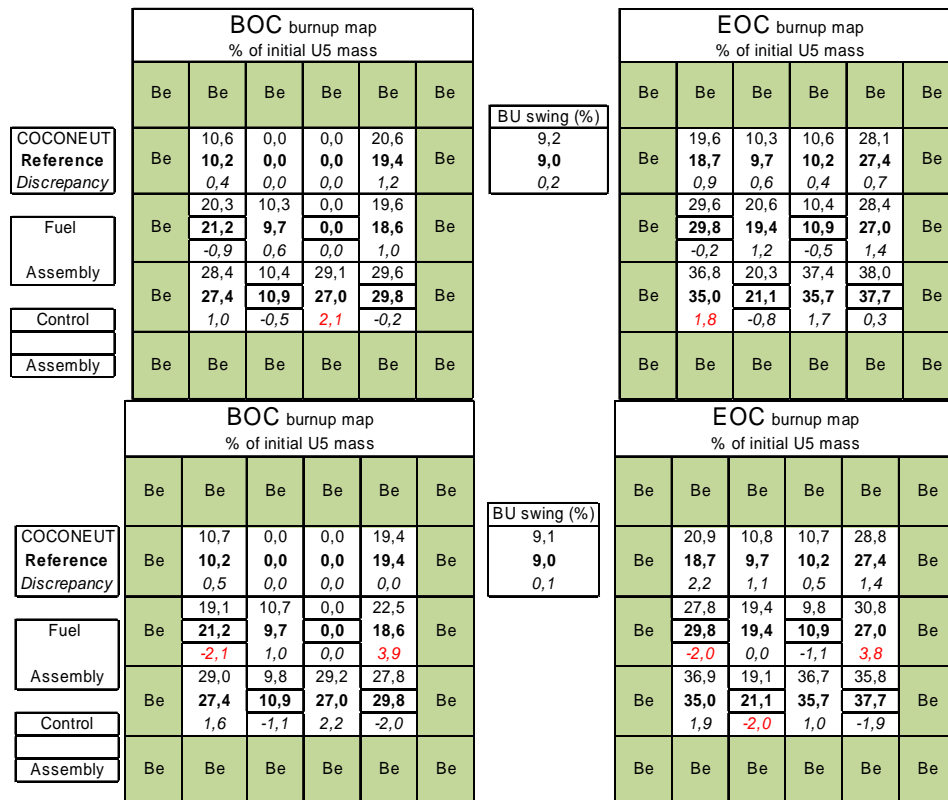 BOC burnup map EOC burnup map
% of initial U5 mass % of initial U5 mass
Be Be Be Be Be Be Be Be Be Be Be Be
BU swing (%)
COCONEUT 10,6 0,0 0,0 20,6 9,2 19,6 10,3 10,6 28,1
Reference Be 10,2 0,0 0,0 19,4 Be 9,0 Be 18,7 9,7 10,2 27,4 Be
Discrepancy 0,4 0,0 0,0 1,2 0,2 0,9 0,6 0,4 0,7
20,3 10,3 0,0 19,6 29,6 20,6 10,4 28,4
Fuel Be 21,2 9,7 0,0 18,6 Be Be 29,8 19,4 10,9 27,0 Be
-0,9 0,6 0,0 1,0 -0,2 1,2 -0,5 1,4
Assembly 28,4 10,4 29,1 29,6 36,8 20,3 37,4 38,0
Be 27,4 10,9 27,0 29,8 Be Be 35,0 21,1 35,7 37,7 Be
Control 1,0 -0,5 2,1 -0,2 1,8 -0,8 1,7 0,3
Assembly Be Be Be Be Be Be Be Be Be Be Be Be
BOC burnup map EOC burnup map
% of initial U5 mass % of initial U5 mass
Be Be Be Be Be Be Be Be Be Be Be Be
BU swing (%)
COCONEUT 10,7 0,0 0,0 19,4 9,1 20,9 10,8 10,7 28,8
Reference Be 10,2 0,0 0,0 19,4 Be 9,0 Be 18,7 9,7 10,2 27,4 Be
Discrepancy 0,5 0,0 0,0 0,0 0,1 2,2 1,1 0,5 1,4
19,1 10,7 0,0 22,5 27,8 19,4 9,8 30,8
Fuel Be 21,2 9,7 0,0 18,6 Be Be 29,8 19,4 10,9 27,0 Be
-2,1 1,0 0,0 3,9 -2,0 0,0 -1,1 3,8
Assembly 29,0 9,8 29,2 27,8 36,9 19,1 36,7 35,8
Be 27,4 10,9 27,0 29,8 Be Be 35,0 21,1 35,7 37,7 Be
Control 1,6 -1,1 2,2 -2,0 1,9 -2,0 1,0 -1,9
Assembly Be Be Be Be Be Be Be Be Be Be Be Be